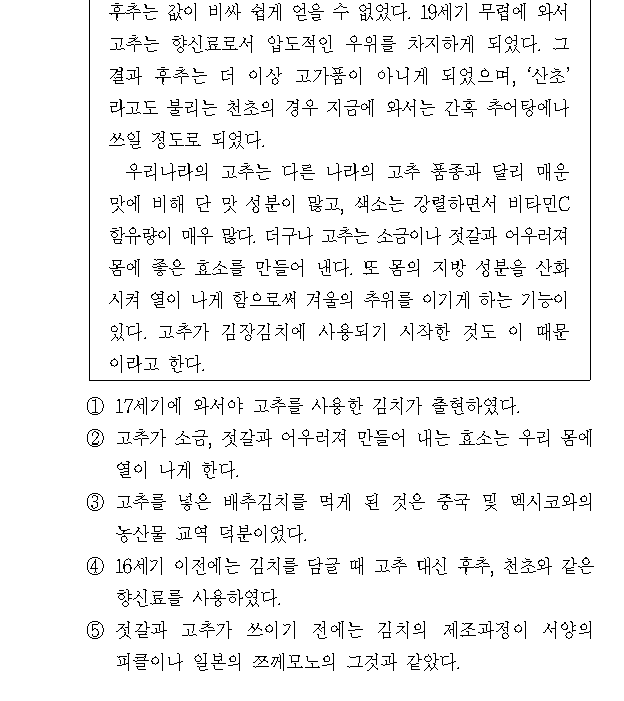 후추는 값이 비싸 쉽게 얻을 수 없었다. 19세기 무렵에 와서
고추는 향신료로서 압도적인 우위를 차지하게 되었다. 그
결과 후추는 더 이상 고가품이 아니게 되었으며, ‘산초’
라고도 불리는 천초의 경우 지금에 와서는 간혹 추어탕에나
쓰일 정도로 되었다.
우리나라의 고추는 다른 나라의 고추 품종과 달리 매운
맛에 비해 단 맛 성분이 많고, 색소는 강렬하면서 비타민C
함유량이 매우 많다. 더구나 고추는 소금이나 젓갈과 어우러져
몸에 좋은 효소를 만들어 낸다. 또 몸의 지방 성분을 산화
시켜 열이 나게 함으로써 겨울의 추위를 이기게 하는 기능이
있다. 고추가 김장김치에 사용되기 시작한 것도 이 때문
이라고 한다.
① 17세기에 와서야 고추를 사용한 김치가 출현하였다.
② 고추가 소금, 젓갈과 어우러져 만들어 내는 효소는 우리 몸에
열이 나게 한다.
③ 고추를 넣은 배추김치를 먹게 된 것은 중국 및 멕시코와의
농산물 교역 덕분이었다.
④ 16세기 이전에는 김치를 담글 때 고추 대신 후추, 천초와 같은
향신료를 사용하였다.
⑤ 젓갈과 고추가 쓰이기 전에는 김치의 제조과정이 서양의
피클이나 일본의 쯔께모노의 그것과 같았다.